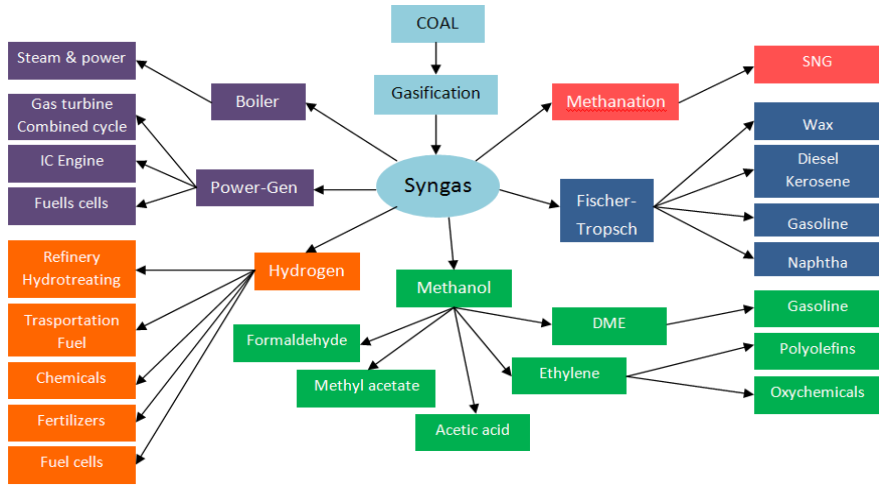 COAL
Gasification
Syngas
Steam & power
Boiler
Gas turbine
Combined cycle
IC Engine
Fuells cells
Power-Gen
Methanation
SNG
Fischer-
Tropsch
Wax
Diesel
Kerosene
Gasoline
Naphtha
Hydrogen
Refinery
Hydrotreating
Trasportation
Fuel
Chemicals
Fertilizers
Fuel cells
Methanol
Formaldehyde
Methyl acetate
Acetic acid
Ethylene
DME
Gasoline
Polyolefins
Oxychemicals